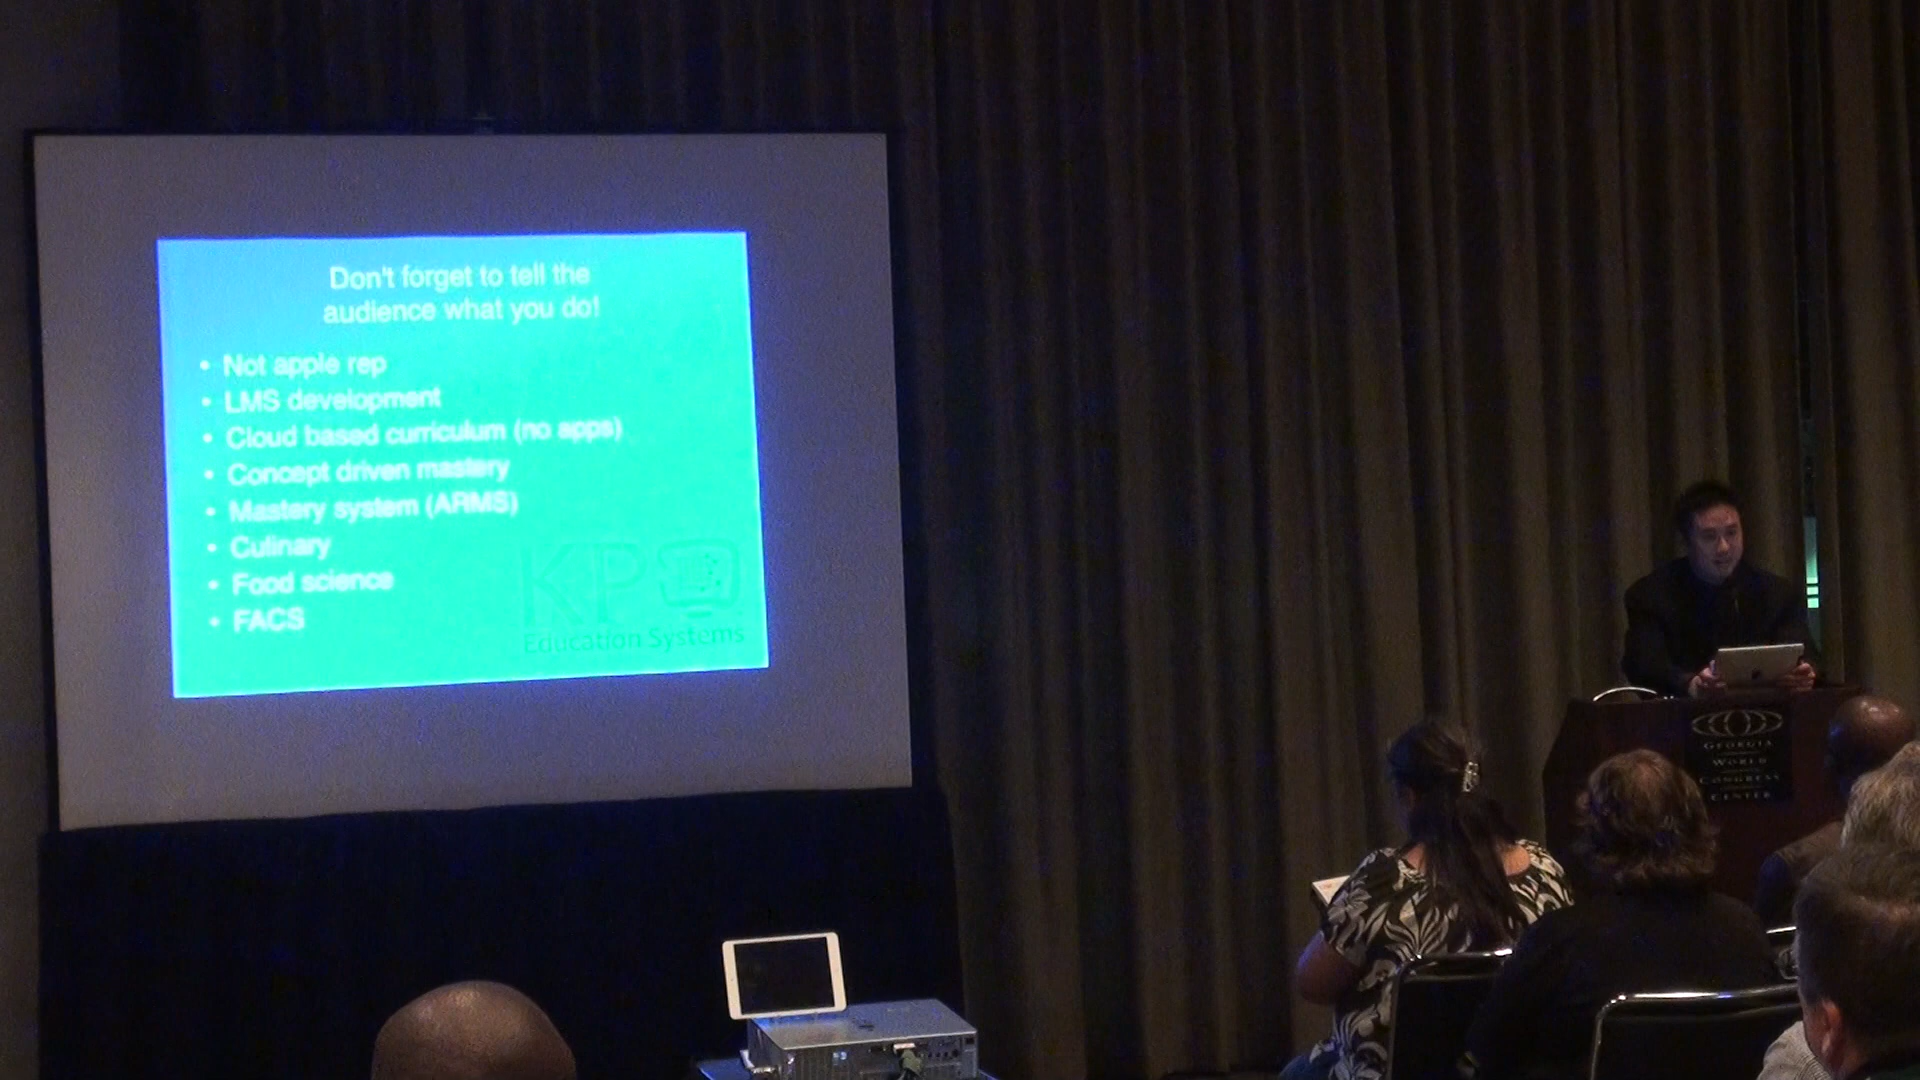 Don't forget to tell the
audience what you do!
• Not apple rep
• LMS development
• Cloud based curriculum (no apps)
• Concept driven mastery
• Mastery system (ARMS)
• Culinary
• Food science
• FACS
KP
Education Systems
GEORGIA
WORLD
CONGRESS
CENTER